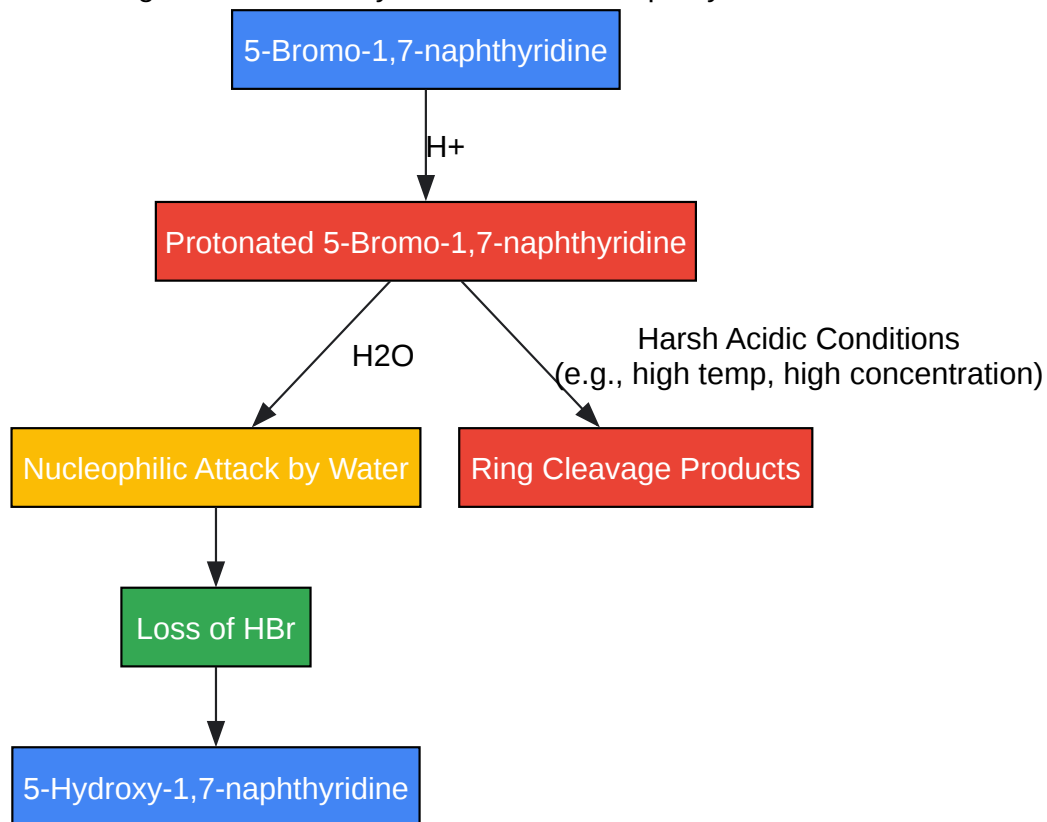 5-Bromo-1,7-naphthyridine
H+
Protonated 5-Bromo-1,7-naphthyridine
Harsh Acidic Conditions
(e.g., high temp, high concentration)
H2O
Nucleophilic Attack by Water
Ring Cleavage Products
Loss of HBr
5-Hydroxy-1,7-naphthyridine